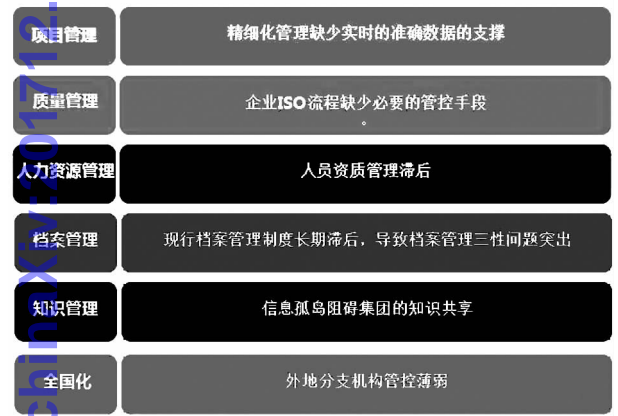 项目管理
精细化管理缺少实时的准确数据的支撑
质量管理
企业ISO流程缺少必要的管控手段
。
人力资源管理
人员资质管理滞后
档案管理
现行档案管理制度长期滞后，导致档案管理三性问题突出
知识管理
信息孤岛阻碍集团的知识共享
全国化
外地分支机构管控薄弱
chinaXiv:201712.